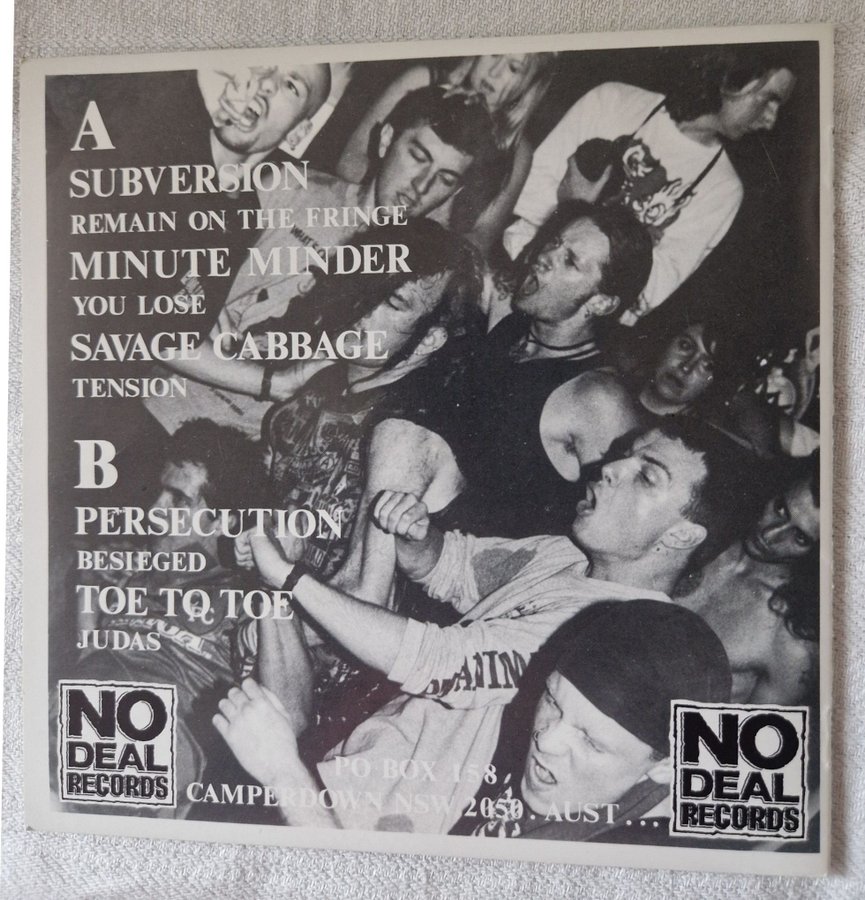 A
SUBVERSION
REMAIN ON THE FRINGE
MINUTE MINDER
YOU LOSE
SAVAGE CABBAGE
TENSION
B
PERSECUTION
BESIEGED
TOE TO TOE
JUDAS
NO
DEAL
RECORDS
PO BOX 158
CAMPERDOWN NSW 2050. AUST...
NO
DEAL
RECORDS